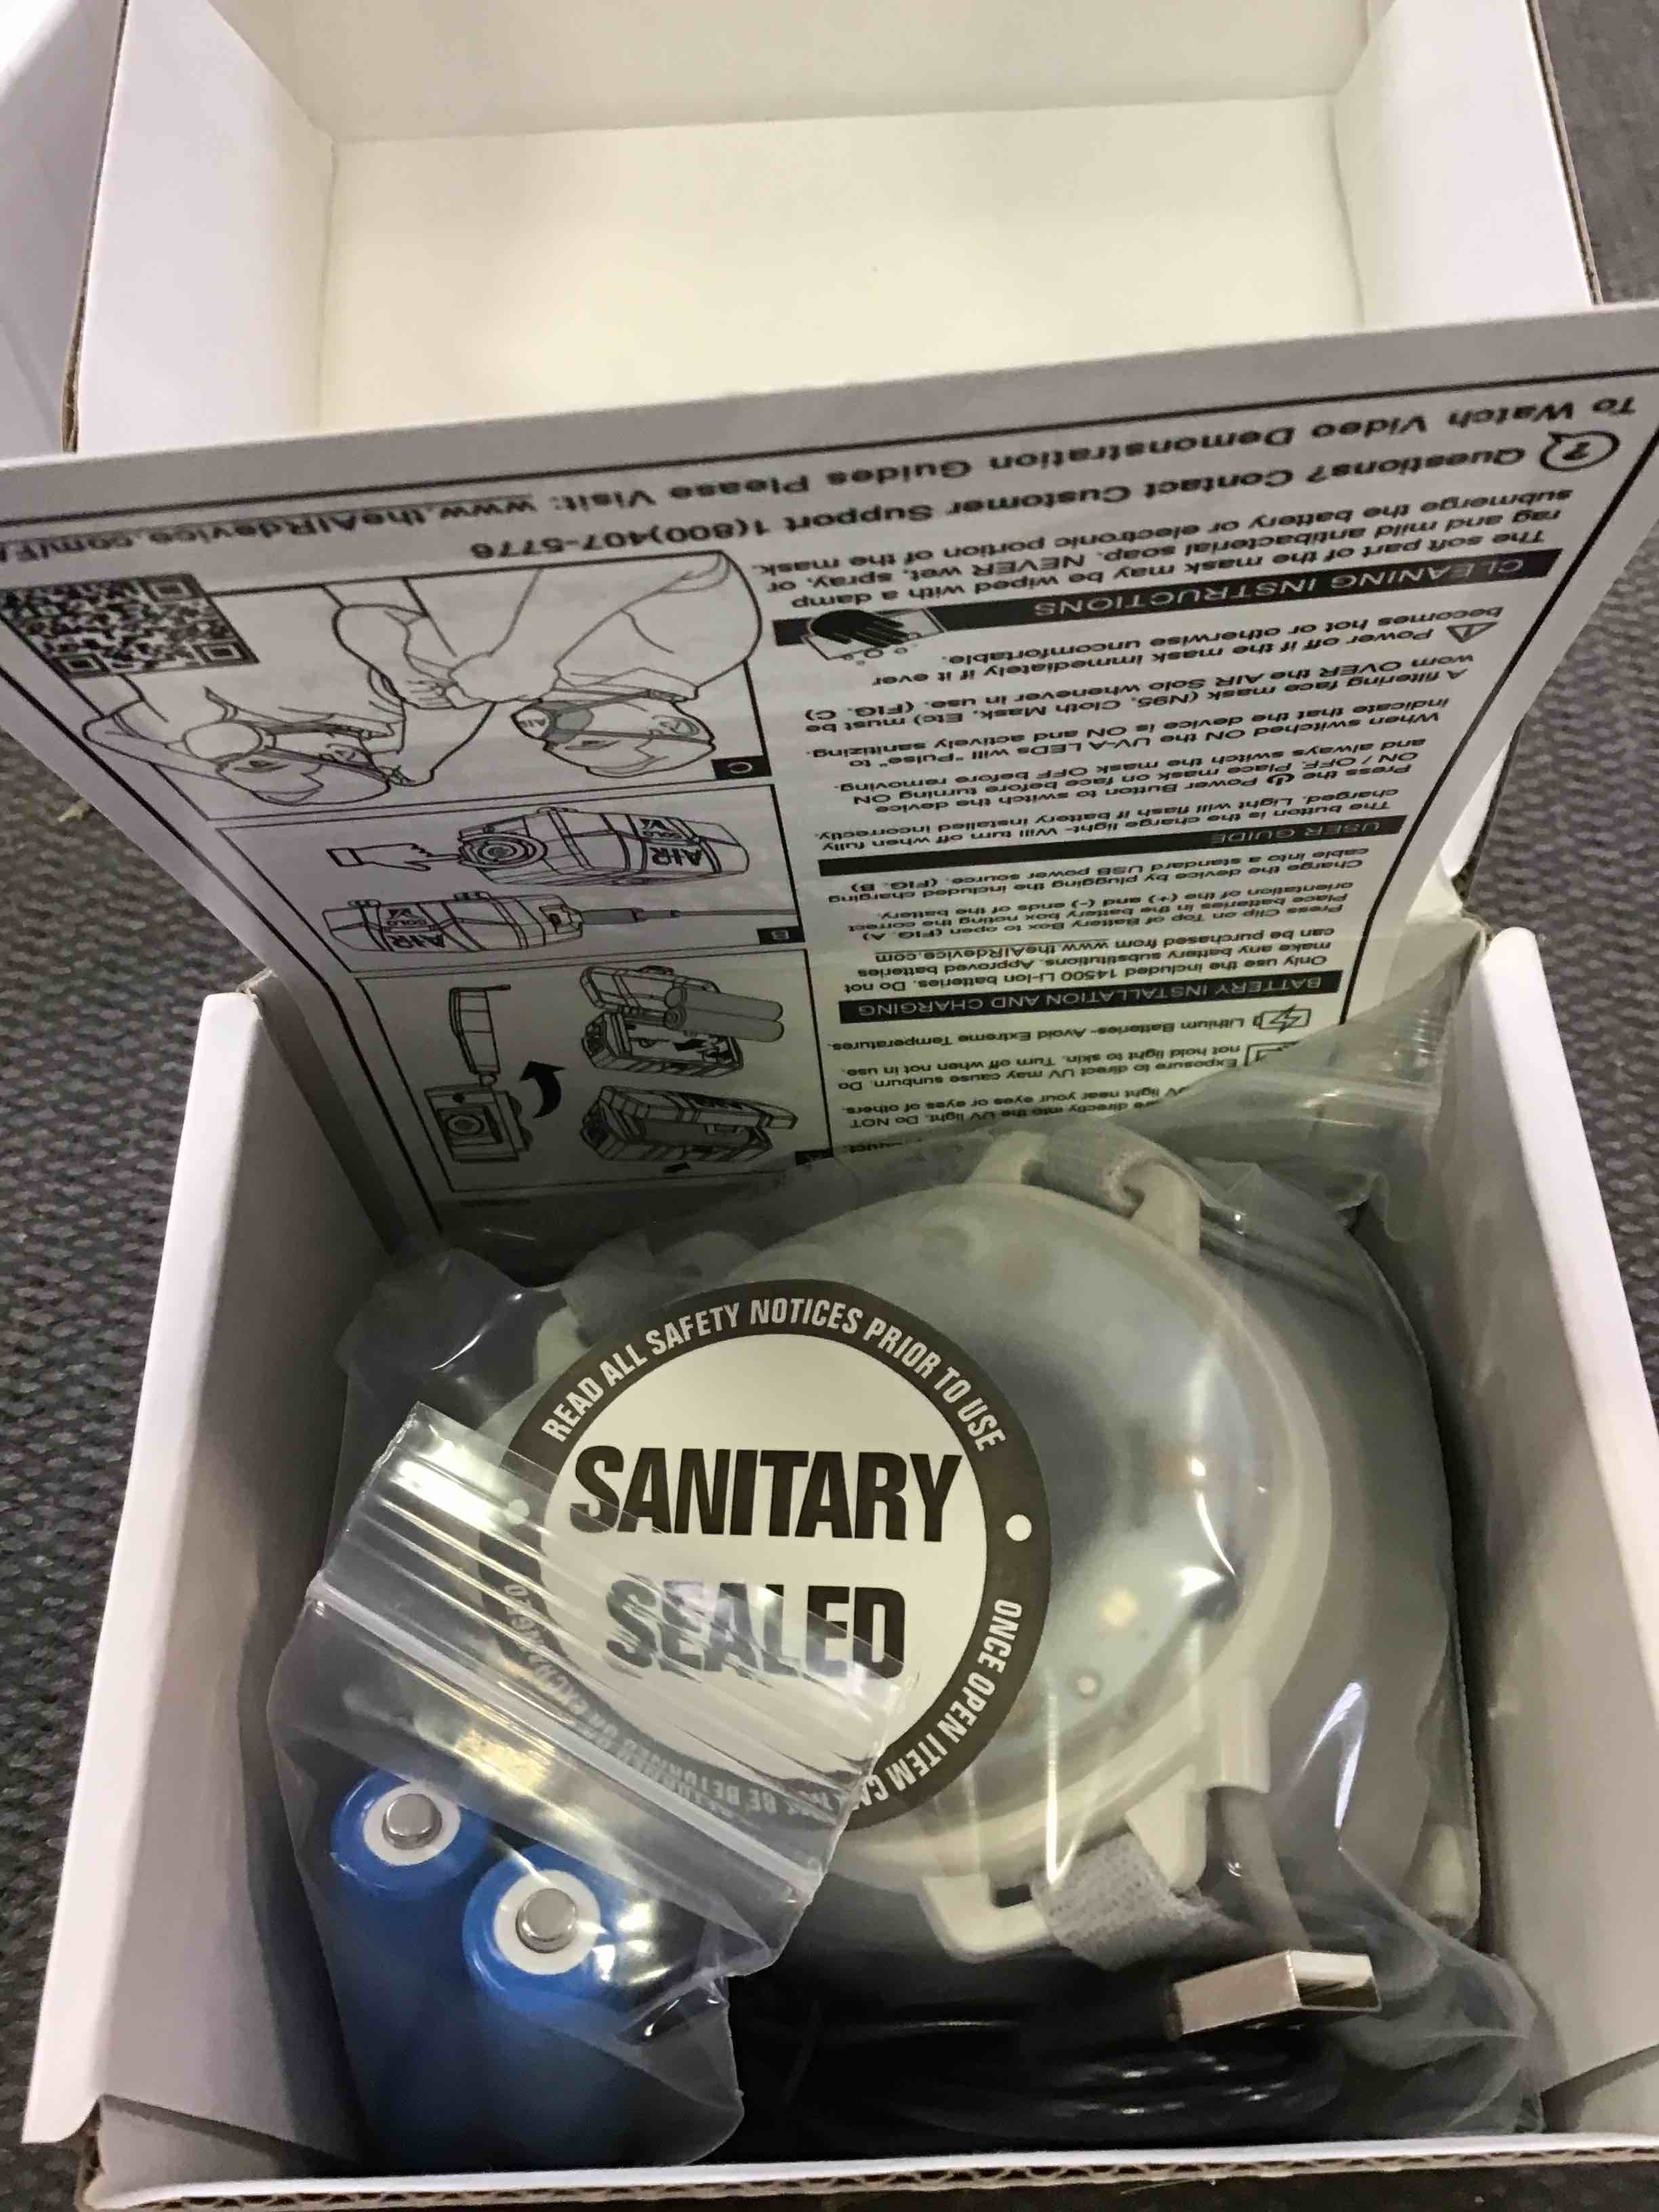 uct.
are directly into the UV light. Do NOT
V light near your eyes or eyes of others.
Exposure to direct UV may cause sunburn. Do
not hold light to skin. Turn off when not in use.
Lithium Batteries- Avoid Extreme Temperatures.
BATTERY INSTALLATION AND CHARGING
Only use the included 14500 Li-Ion batteries. Do not
make any battery substitutions. Approved batteries
can be purchased from www.theAIRdevice.com
Press Clip on Top of Battery Box to open (FIG. A)
Place batteries in the battery box noting the correct
orientation of the (+) and (-) ends of the battery.
Charge the device by plugging the included charging
cable into a standard USB power source. (FIG. B)
USER GUIDE
The button is the charge light- Will turn off when fully
charged. Light will flash if battery installed incorrectly.
Press the Power Button to switch the device
ON / OFF. Place mask on face before turning ON
and always switch the mask OFF before removing.
When switched ON the UV-A LEDs will "Pulse" to
indicate that the device is ON and actively sanitizing.
A filtering face mask (N95, Cloth Mask, Etc) must be
worn OVER the AIR Solo whenever in use. (FIG. C)
Power off if the mask immediately if it ever
becomes hot or otherwise uncomfortable.
CLEANING INSTRUCTIONS
The soft part of the mask may be wiped with a damp
rag and mild antibacterial soap. NEVER wet, spray, or
submerge the battery or electronic portion of the mask.
? Questions? Contact Customer Support 1(800)407-5776
To Watch Video Demonstration Guides Please Visit: www.theAIRdevice.com/FA
B
AIR
SOLO
V1
AIR
SOLO
V1
C
AIR
READ ALL SAFETY NOTICES PRIOR TO USE
SANITARY
SEALED
ONCE OPEN ITEM CA BE RETURNED OR EXCHANGED